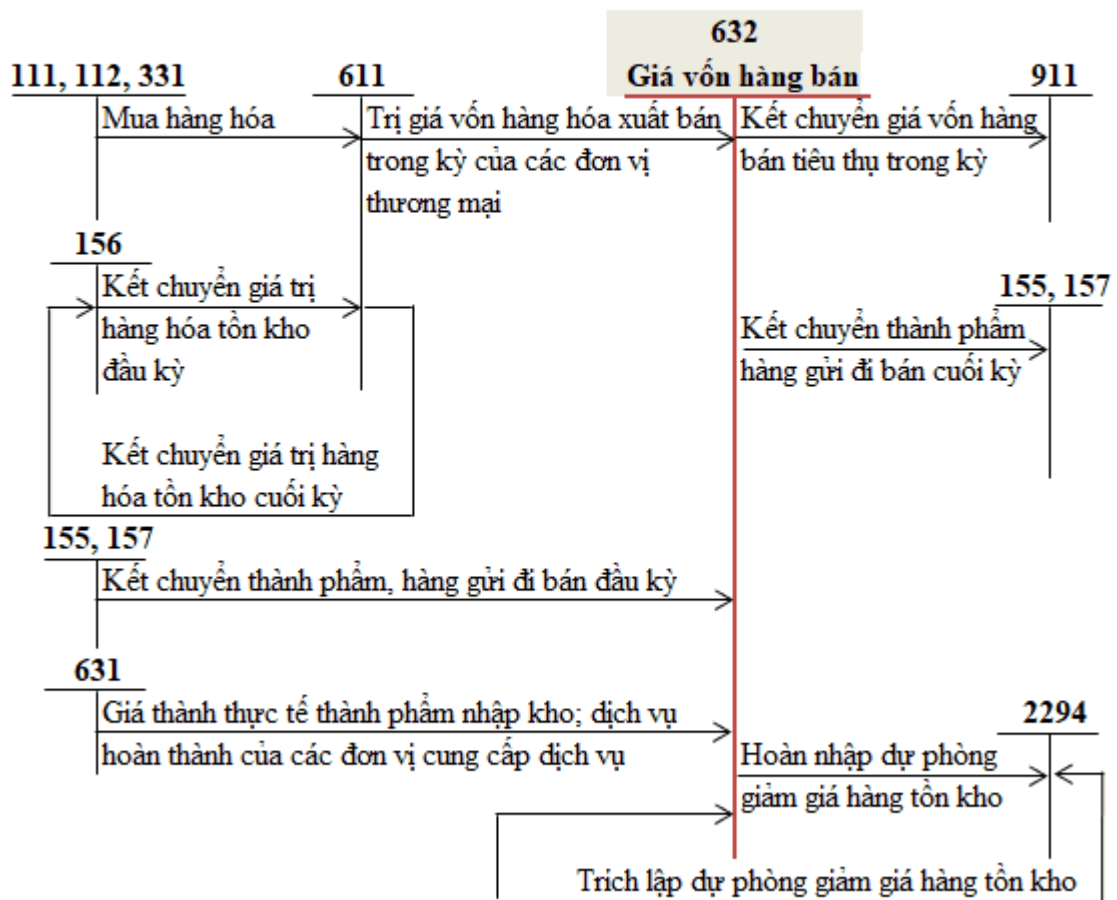 632
111, 112, 331
611
Giá vốn hàng bán
911
Mua hàng hóa
Trị giá vốn hàng hóa xuất bán
trong kỳ của các đơn vị
thương mại
Kết chuyển giá vốn hàng
bán tiêu thụ trong kỳ
156
Kết chuyển giá trị
hàng hóa tồn kho
đầu kỳ
155, 157
Kết chuyển thành phẩm
hàng gửi đi bán cuối kỳ
Kết chuyển giá trị hàng
hóa tồn kho cuối kỳ
155, 157
Kết chuyển thành phẩm, hàng gửi đi bán đầu kỳ
631
Giá thành thực tế thành phẩm nhập kho; dịch vụ
hoàn thành của các đơn vị cung cấp dịch vụ
2294
Hoàn nhập dự phòng
giảm giá hàng tồn kho
Trích lập dự phòng giảm giá hàng tồn kho